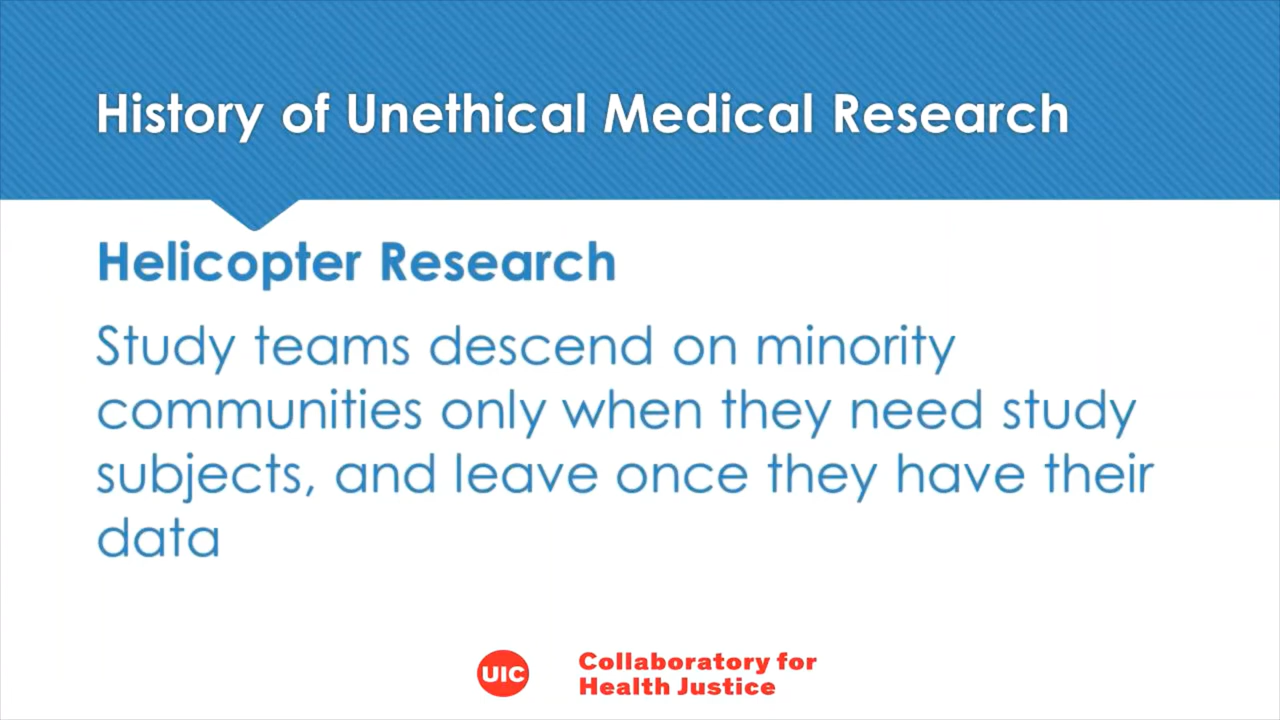 History of Unethical Medical Research
Helicopter Research
Study teams descend on minority
communities only when they need study
subjects, and leave once they have their
data
UIC
Collaboratory for
Health Justice